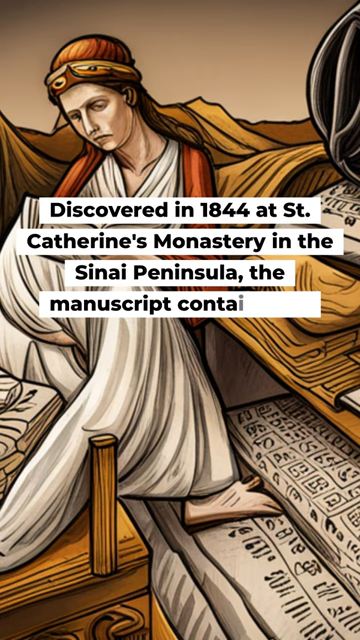 Discovered in 1844 at St.
Catherine's Monastery in the
Sinai Peninsula, the
manuscript contai